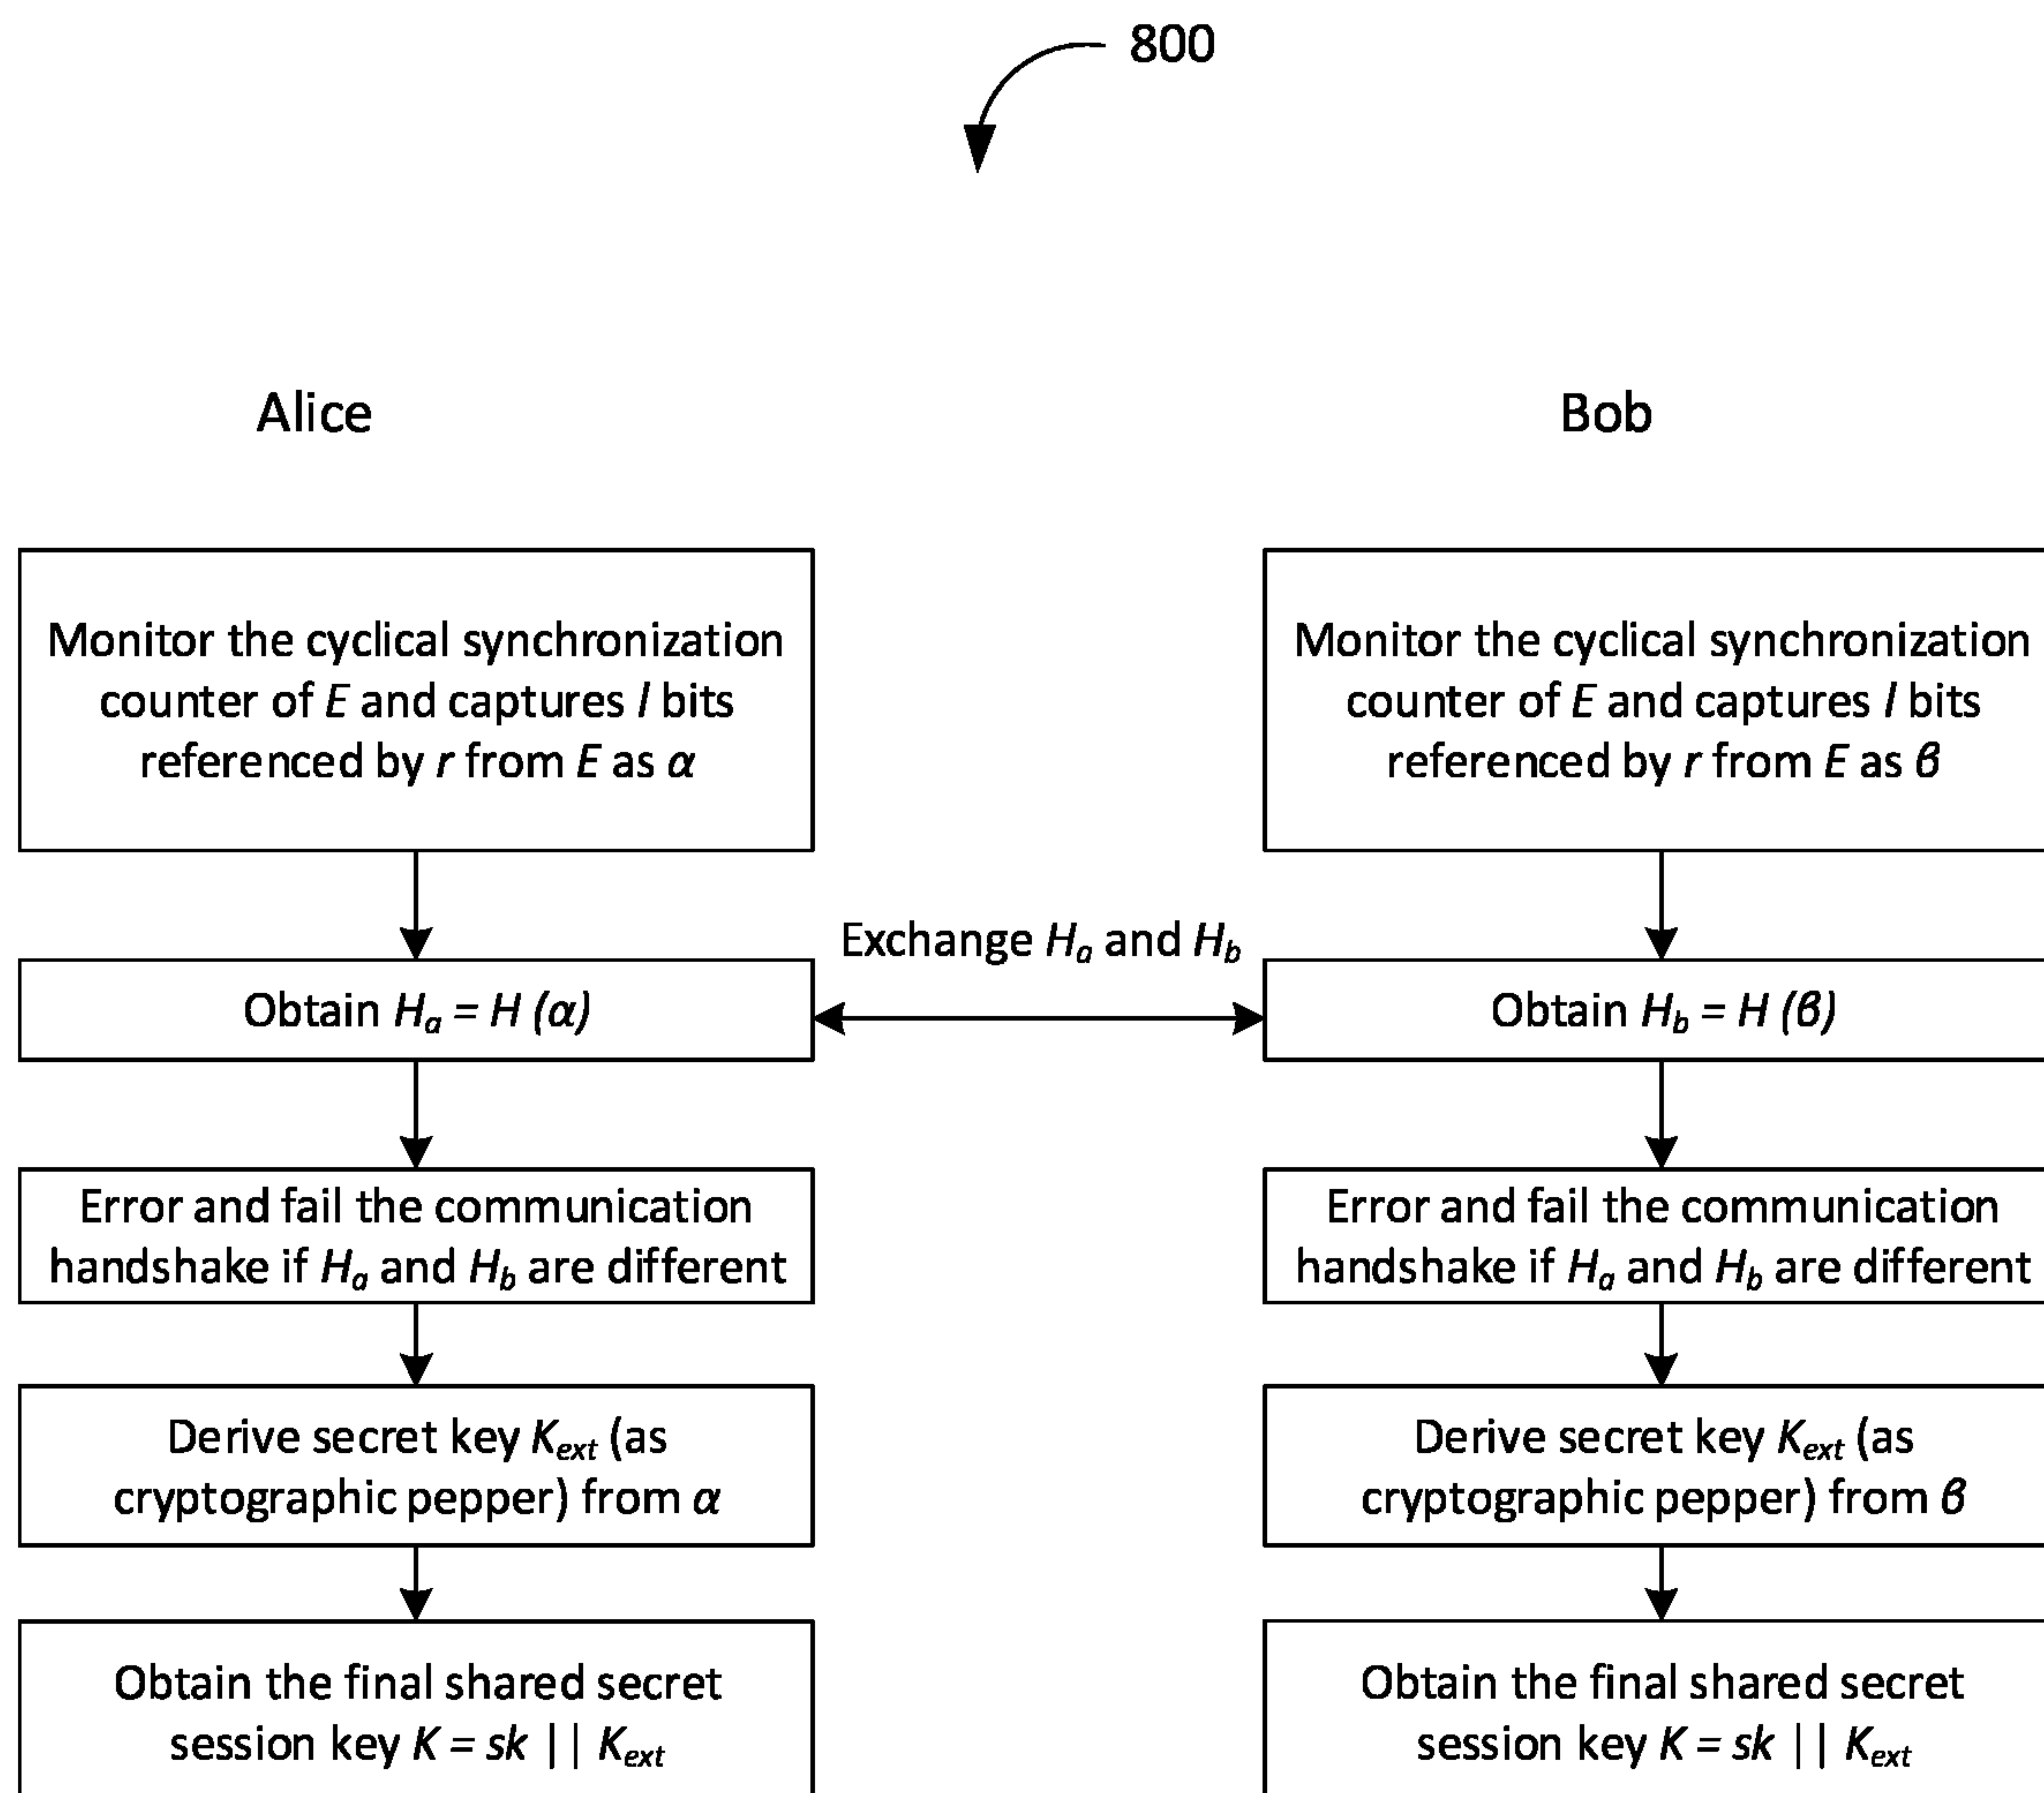 800
Alice
Bob
Monitor the cyclical synchronization
counter of E and captures l bits
referenced by r from E as α
Monitor the cyclical synchronization
counter of E and captures l bits
referenced by r from E as β
Exchange Hₐ and H_b
Obtain Hₐ = H (α)
Obtain H_b = H (β)
Error and fail the communication
handshake if Hₐ and H_b are different
Error and fail the communication
handshake if Hₐ and H_b are different
Derive secret key K_ext (as
cryptographic pepper) from α
Derive secret key K_ext (as
cryptographic pepper) from β
Obtain the final shared secret
session key K = sk || K_ext
Obtain the final shared secret
session key K = sk || K_ext